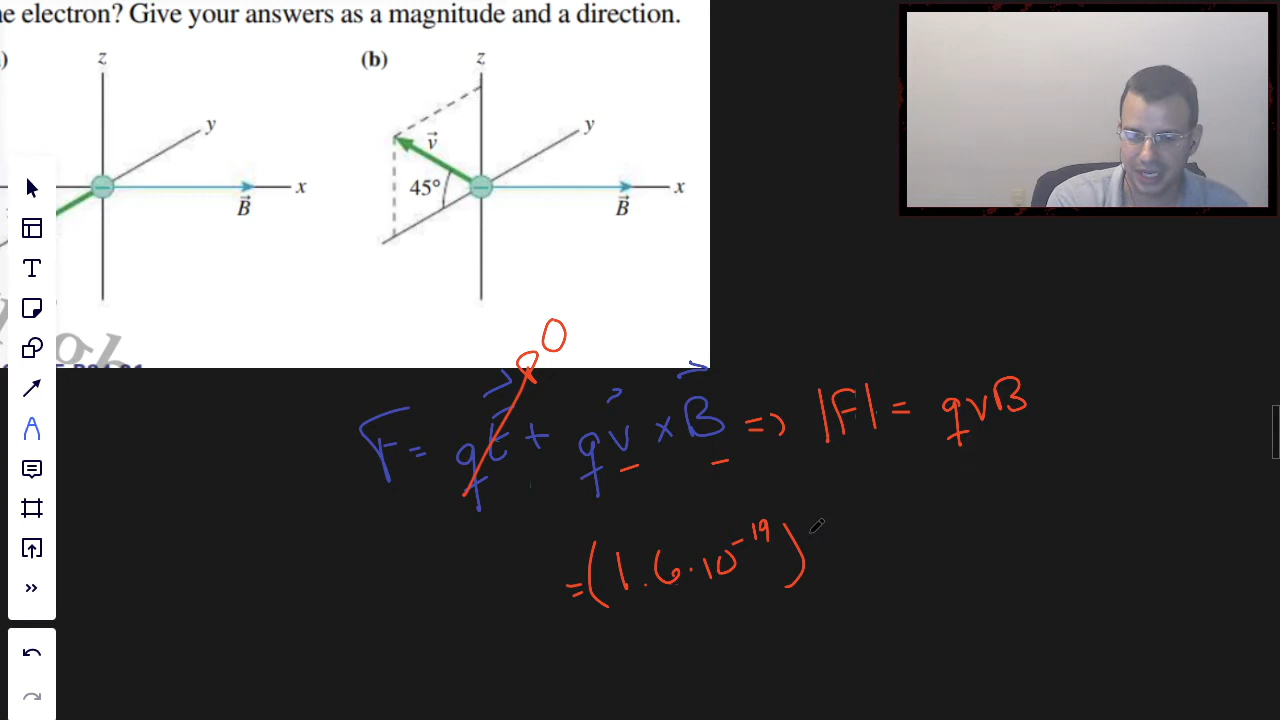 e electron? Give your answers as a magnitude and a direction.
) z y x B⃗
(b) z y x v⃗ 45° B⃗
F = qE⃗ 0 + qv⃗ × B⃗ => |F| = qvB
= (1.6 · 10⁻¹⁹)